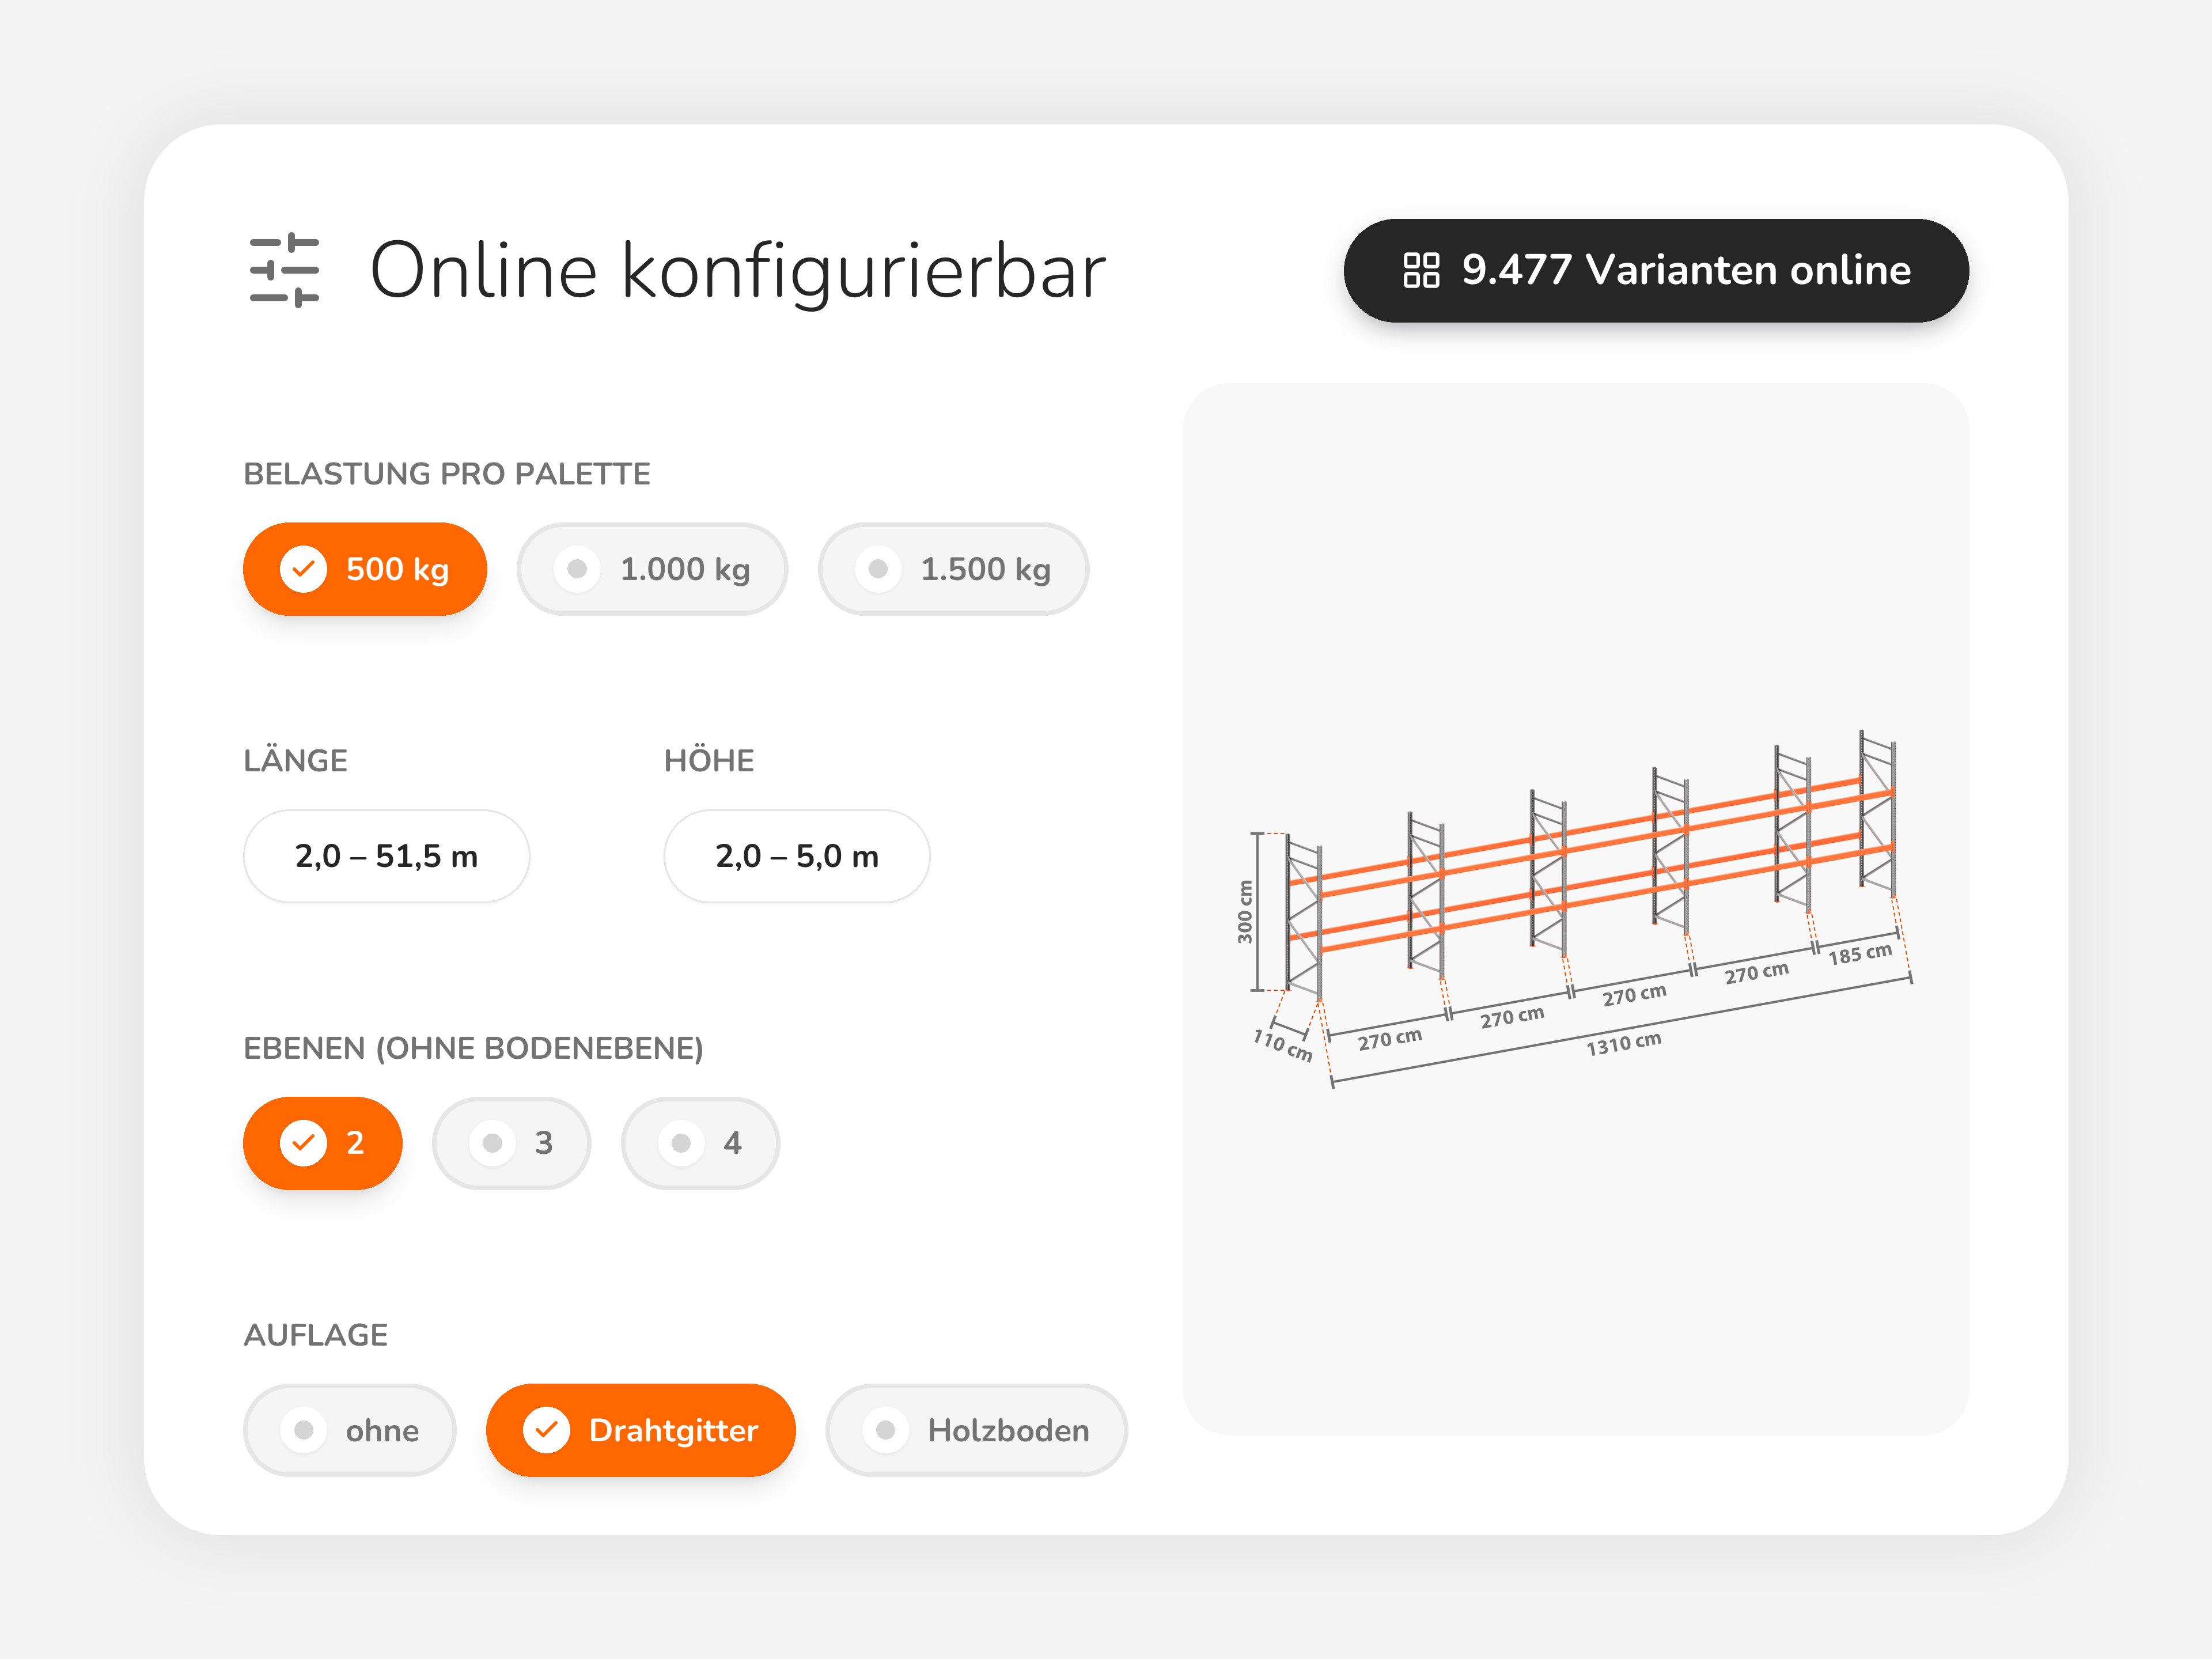 Online konfigurierbar
9.477 Varianten online
BELASTUNG PRO PALETTE
500 kg
1.000 kg
1.500 kg
LÄNGE
HÖHE
2,0 – 51,5 m
2,0 – 5,0 m
EBENEN (OHNE BODENEBENE)
2
3
4
AUFLAGE
ohne
Drahtgitter
Holzboden
300 cm
110 cm
270 cm
270 cm
270 cm
270 cm
185 cm
1310 cm